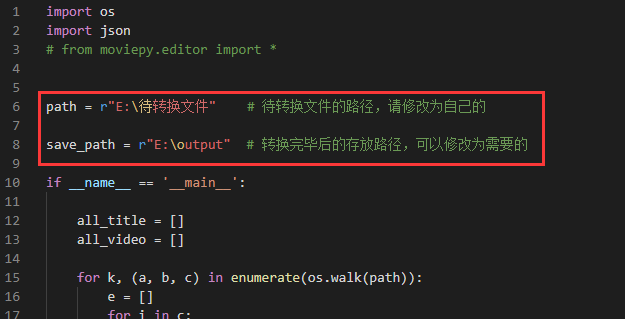 1 import os
2 import json
3 # from moviepy.editor import *
4
5
6 path = r"E:\待转换文件" # 待转换文件的路径，请修改为自己的
7
8 save_path = r"E:\output" # 转换完毕后的存放路径，可以修改为需要的
9
10 if __name__ == '__main__':
11
12 all_title = []
13 all_video = []
14
15 for k, (a, b, c) in enumerate(os.walk(path)):
16 e = []
17 for i in c: